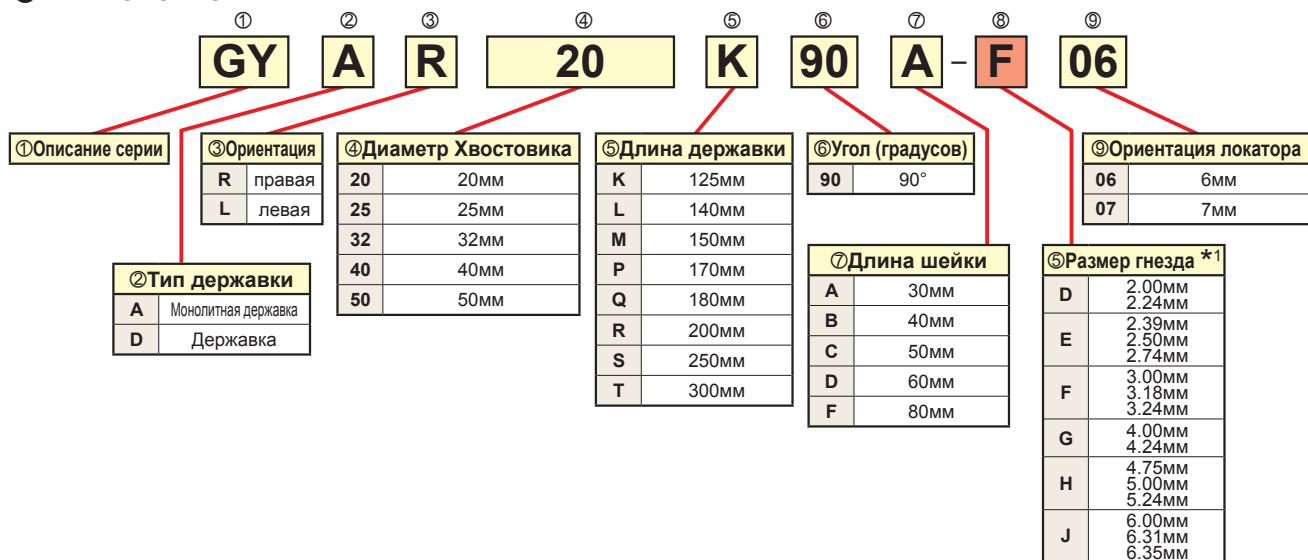 ① ② ③ ④ ⑤ ⑥ ⑦ ⑧ ⑨
GY A R 20 K 90 A – F 06
①Описание серии
②Тип державки
A Монолитная державка
D Державка
③Ориентация
R правая
L левая
④Диаметр Хвостовика
20 20мм
25 25мм
32 32мм
40 40мм
50 50мм
⑤Длина державки
K 125мм
L 140мм
M 150мм
P 170мм
Q 180мм
R 200мм
S 250мм
T 300мм
⑥Угол (градусов)
90 90°
⑦Длина шейки
A 30мм
B 40мм
C 50мм
D 60мм
F 80мм
⑨Ориентация локатора
06 6мм
07 7мм
⑤Размер гнезда *1
D 2.00мм
2.24мм
E 2.39мм
2.50мм
2.74мм
F 3.00мм
3.18мм
3.24мм
G 4.00мм
4.24мм
H 4.75мм
5.00мм
5.24мм
J 6.00мм
6.31мм
6.35мм